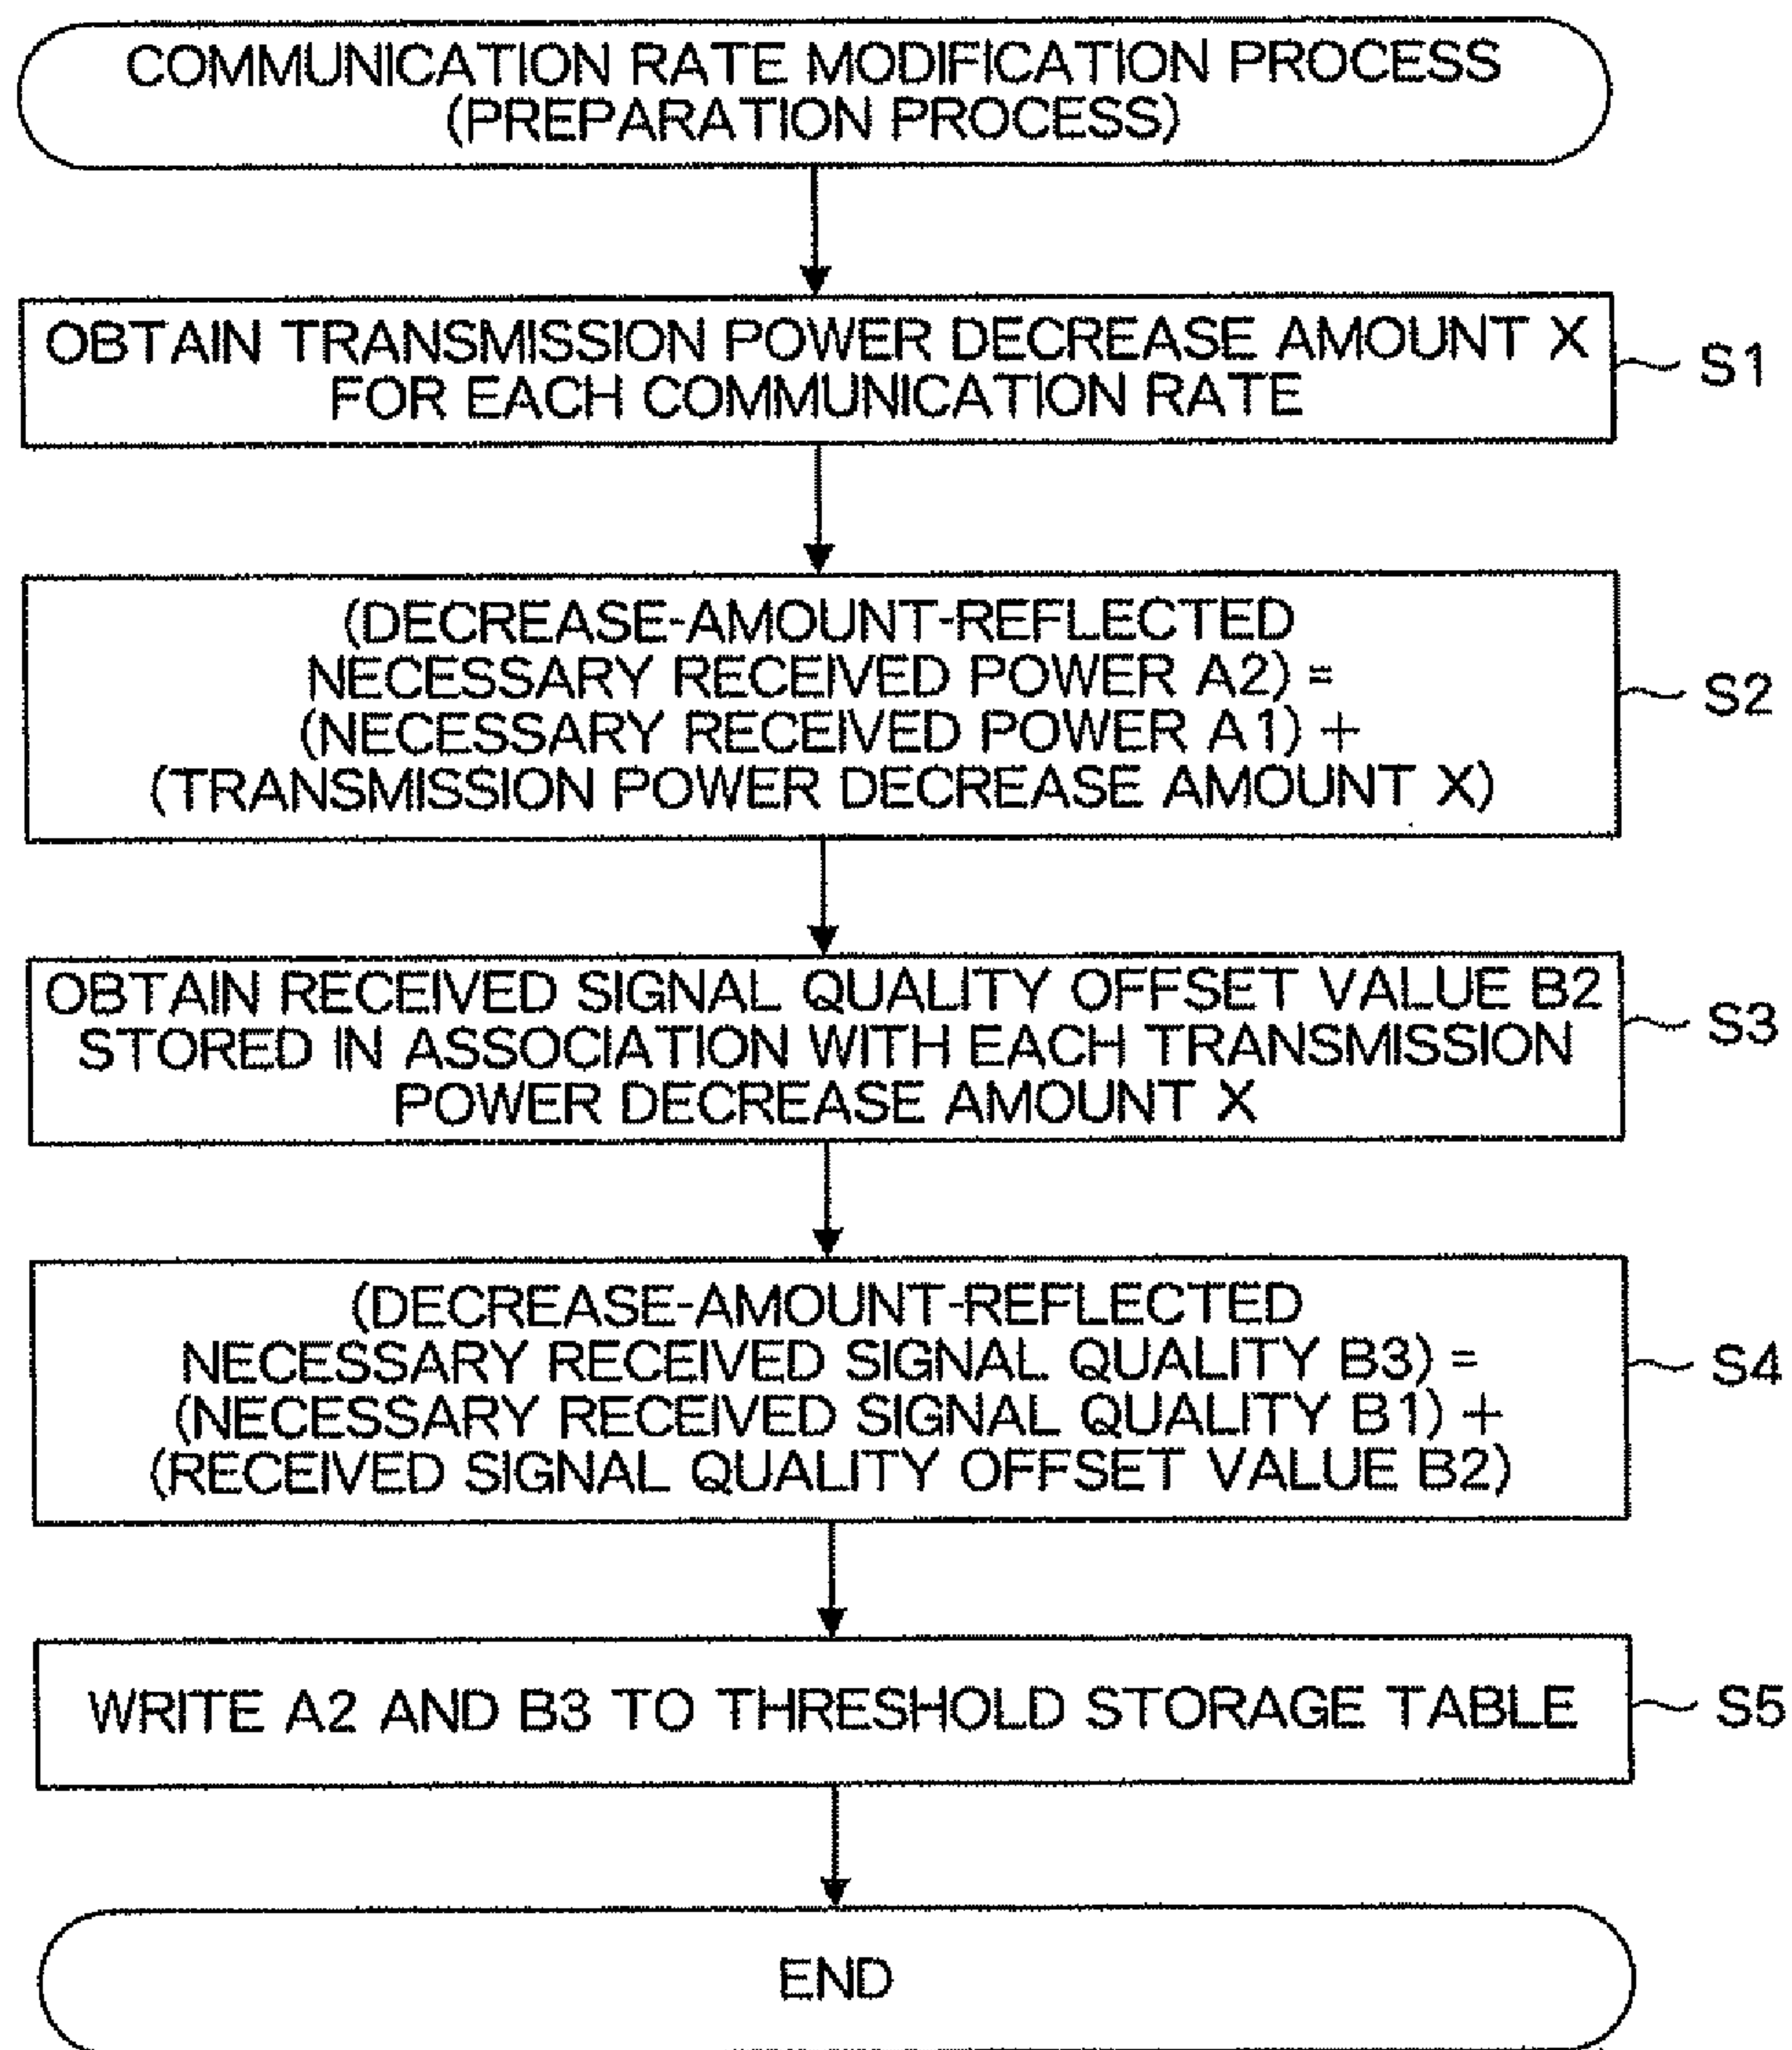 COMMUNICATION RATE MODIFICATION PROCESS
(PREPARATION PROCESS)
OBTAIN TRANSMISSION POWER DECREASE AMOUNT X
FOR EACH COMMUNICATION RATE
S1
(DECREASE-AMOUNT-REFLECTED
NECESSARY RECEIVED POWER A2) =
(NECESSARY RECEIVED POWER A1) +
(TRANSMISSION POWER DECREASE AMOUNT X)
S2
OBTAIN RECEIVED SIGNAL QUALITY OFFSET VALUE B2
STORED IN ASSOCIATION WITH EACH TRANSMISSION
POWER DECREASE AMOUNT X
S3
(DECREASE-AMOUNT-REFLECTED
NECESSARY RECEIVED SIGNAL QUALITY B3) =
(NECESSARY RECEIVED SIGNAL QUALITY B1) +
(RECEIVED SIGNAL QUALITY OFFSET VALUE B2)
S4
WRITE A2 AND B3 TO THRESHOLD STORAGE TABLE
S5
END